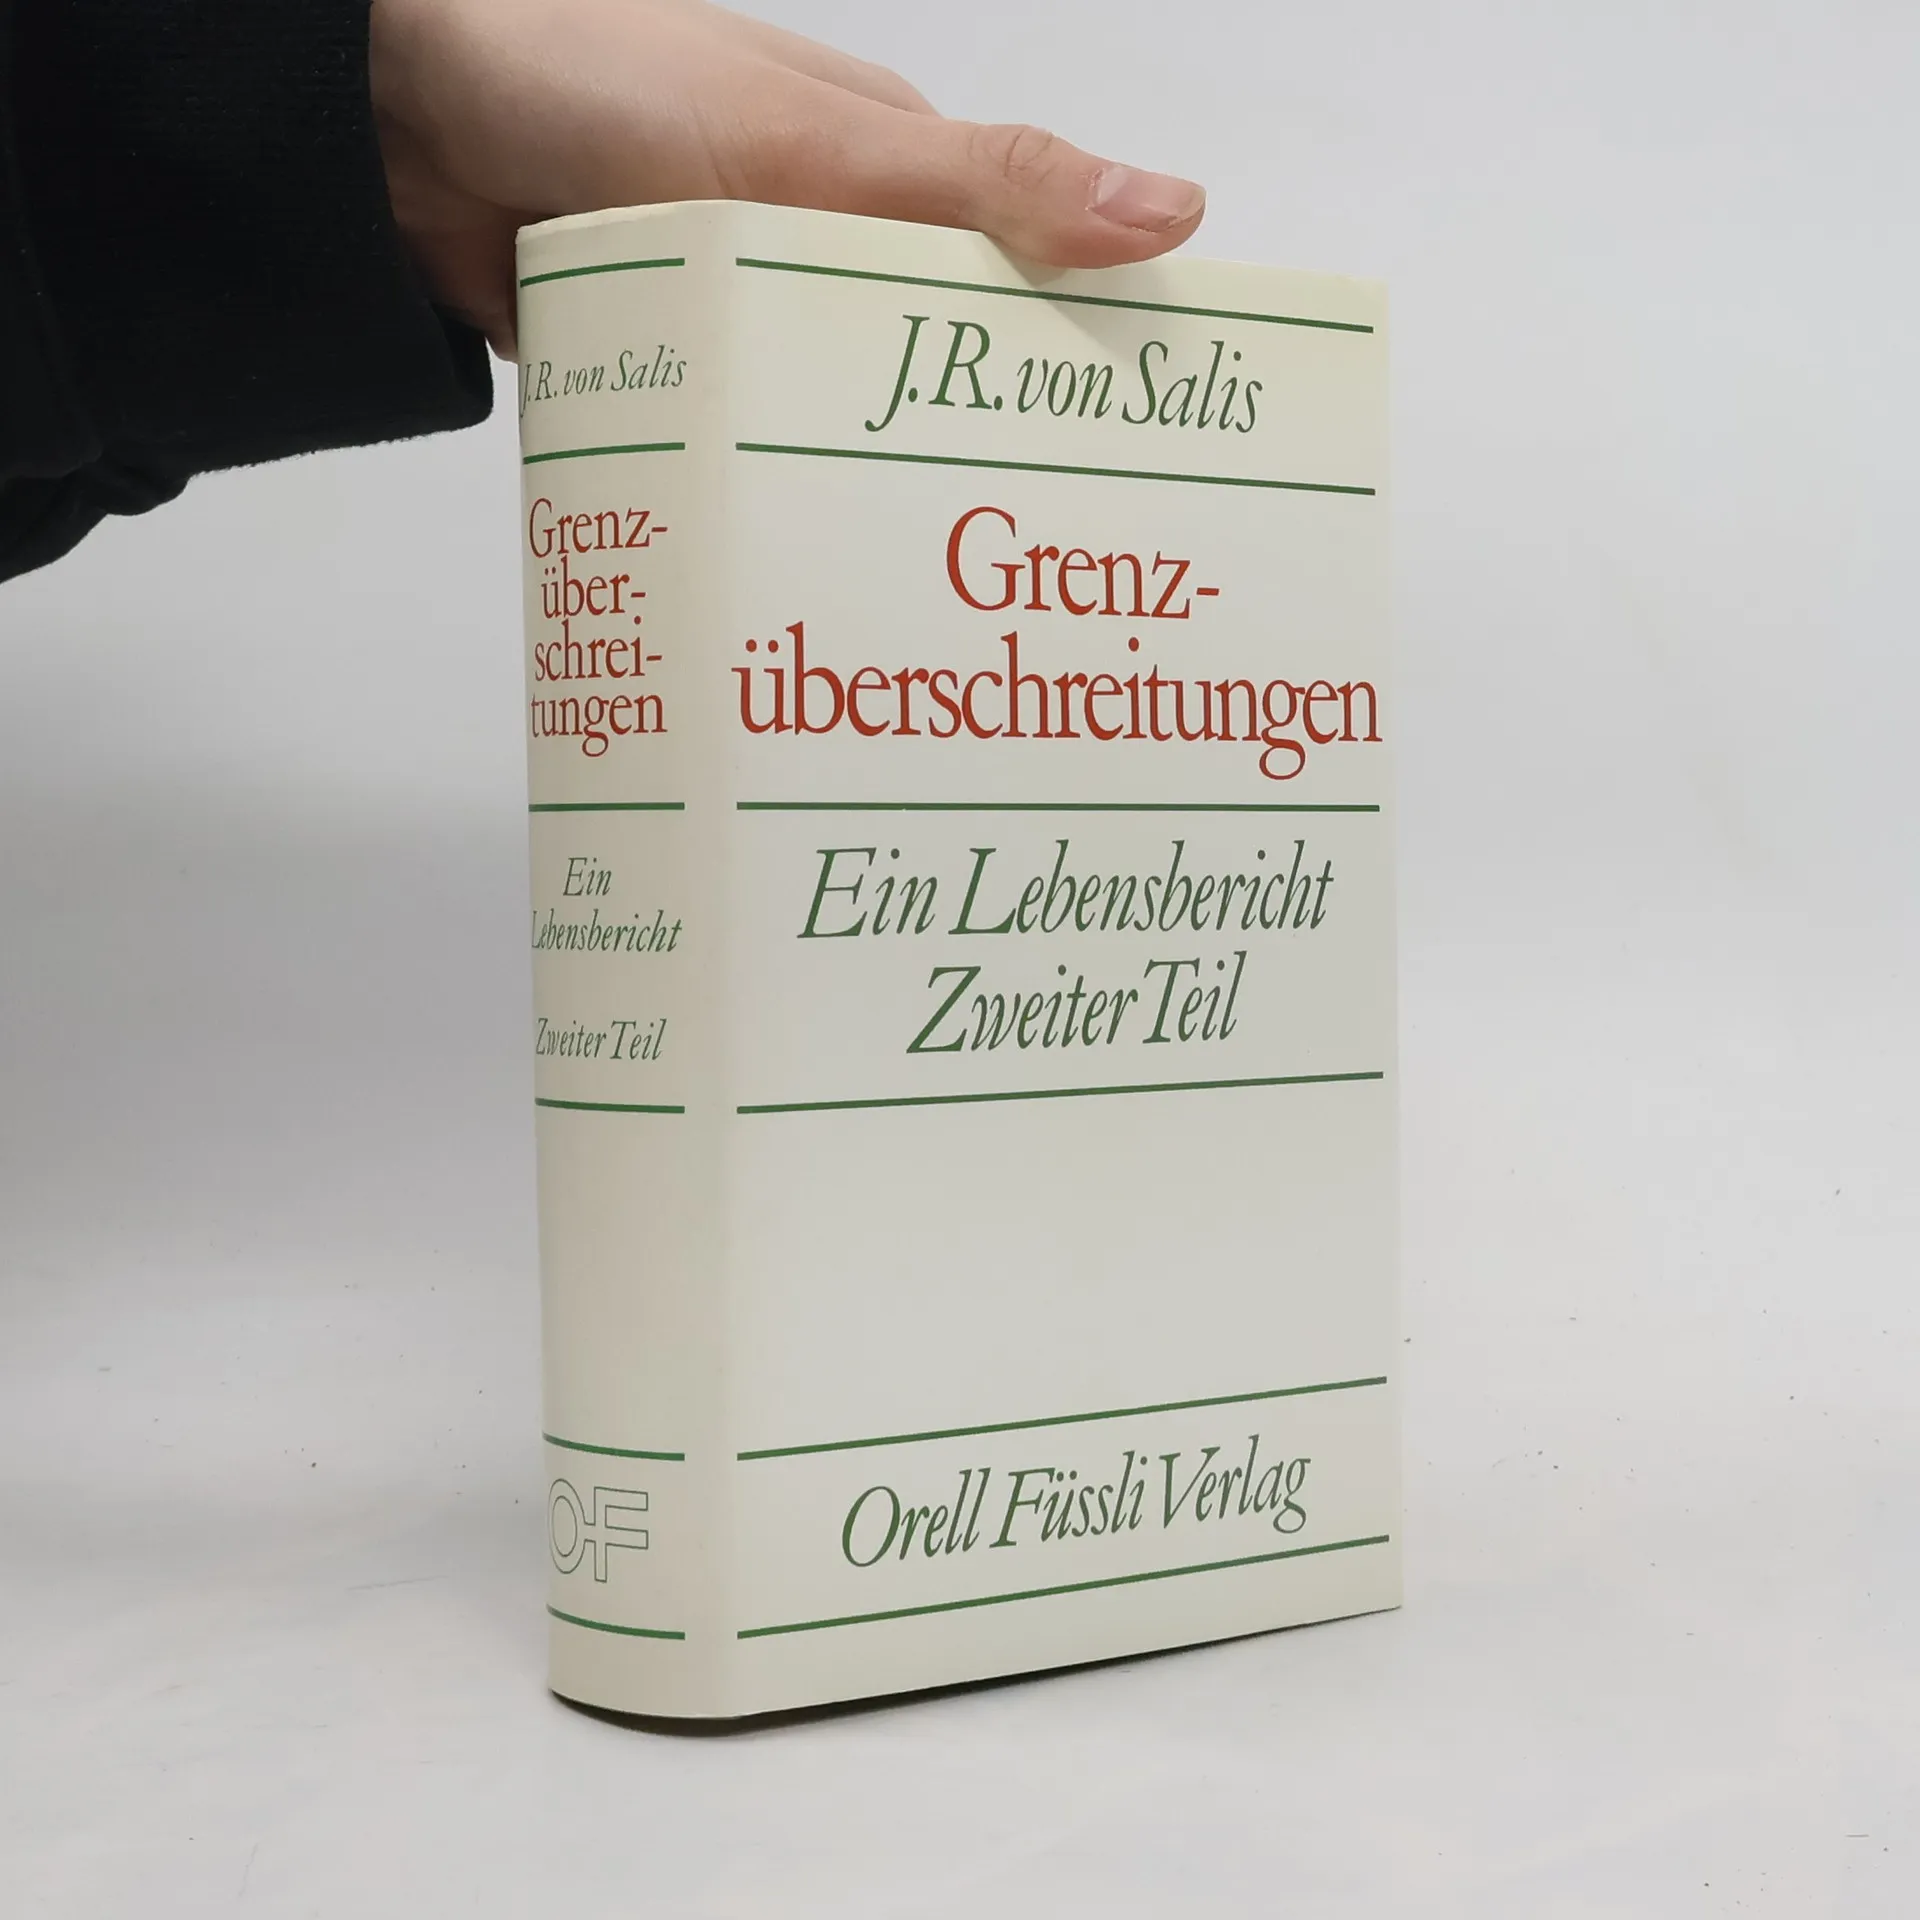 J.R. von Salis
Grenz-
über-
schrei-
tungen
Ein
Lebensbericht
Zweiter Teil
OF
J.R. von Salis
Grenz-
überschreitungen
Ein Lebensbericht
Zweiter Teil
Orell Füssli Verlag